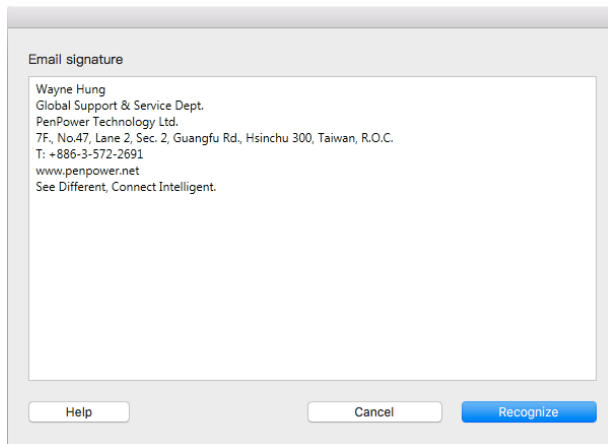 Email signature
Wayne Hung
Global Support & Service Dept.
PenPower Technology Ltd.
7F., No.47, Lane 2, Sec. 2, Guangfu Rd., Hsinchu 300, Taiwan, R.O.C.
T: +886-3-572-2691
www.penpower.net
See Different, Connect Intelligent.
Help
Cancel
Recognize